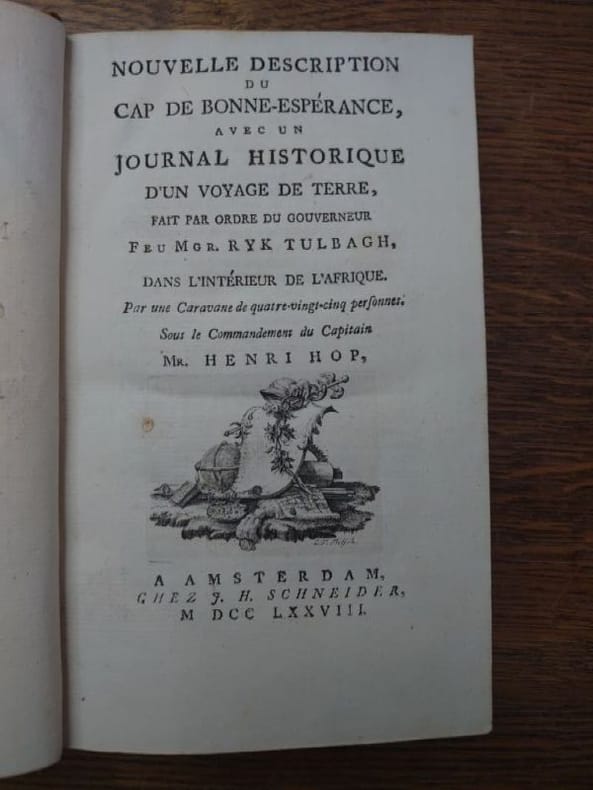 NOUVELLE DESCRIPTION
DU
CAP DE BONNE-ESPÉRANCE,
AVEC UN
JOURNAL HISTORIQUE
D'UN VOYAGE DE TERRE,
FAIT PAR ORDRE DU GOUVERNEUR
FEU MGR. RYK TULBAGH,
DANS L'INTÉRIEUR DE L'AFRIQUE.
Par une Caravane de quatre-vingt-cinq perſonnes.
Sous le Commandement du Capitain
MR. HENRI HOP,
A AMSTERDAM,
CHEZ J. H. SCHNEIDER,
M DCC LXXVIII.